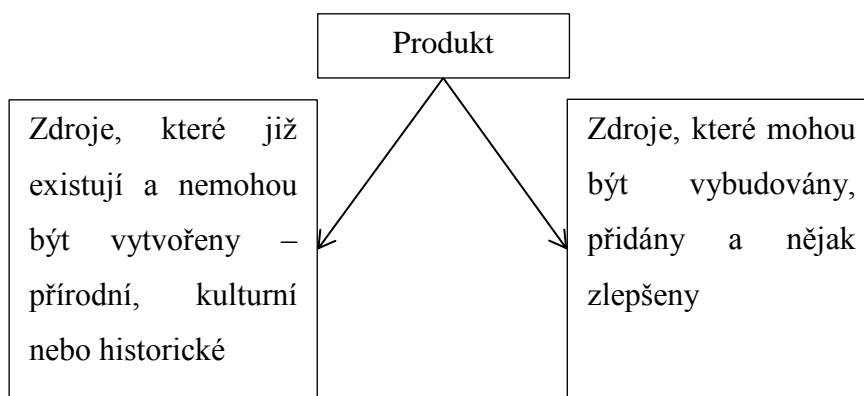 Produkt
Zdroje, které již
existují a nemohou
být vytvořeny –
přírodní, kulturní
nebo historické
Zdroje, které mohou
být vybudovány,
přidány a nějak
zlepšeny